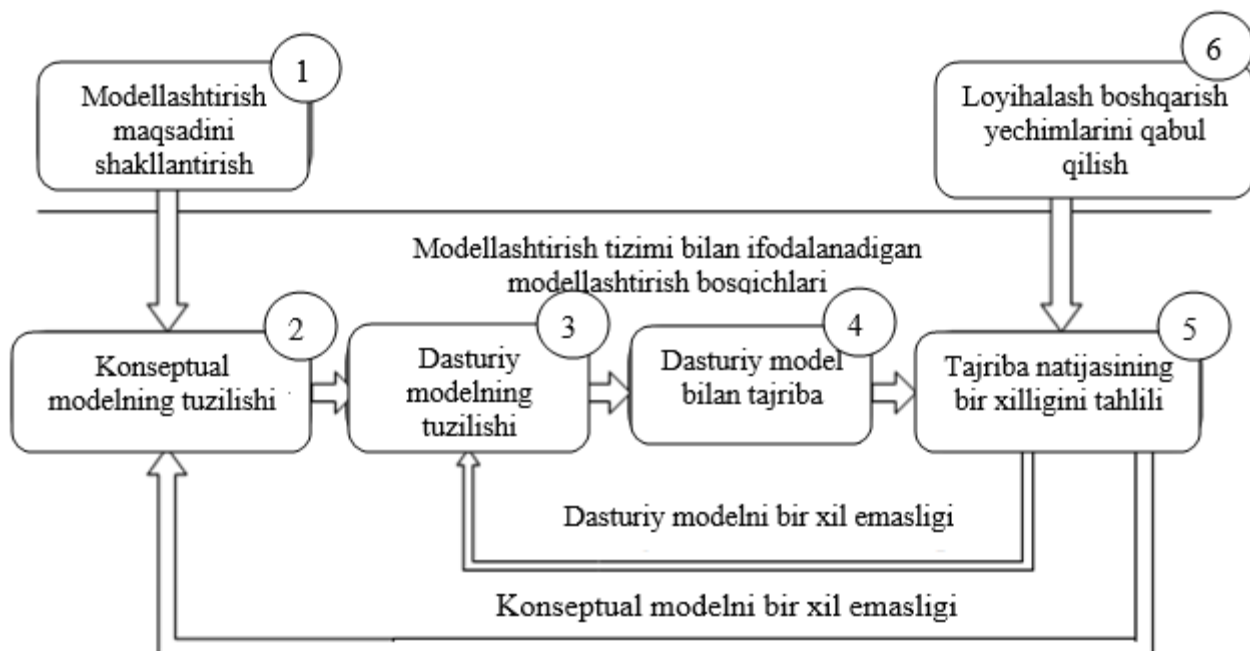 1
Modellashtirish
maqsadini
shakllantirish
6
Loyihalash boshqarish
yechimlarini qabul
qilish
Modellashtirish tizimi bilan ifodalanadigan
modellashtirish bosqichlari
2
Konseptual
modelning tuzilishi
3
Dasturiy
modelning
tuzilishi
4
Dasturiy model
bilan tajriba
5
Tajriba natijasining
bir xilligini tahlili
Dasturiy modelni bir xil emasligi
Konseptual modelni bir xil emasligi